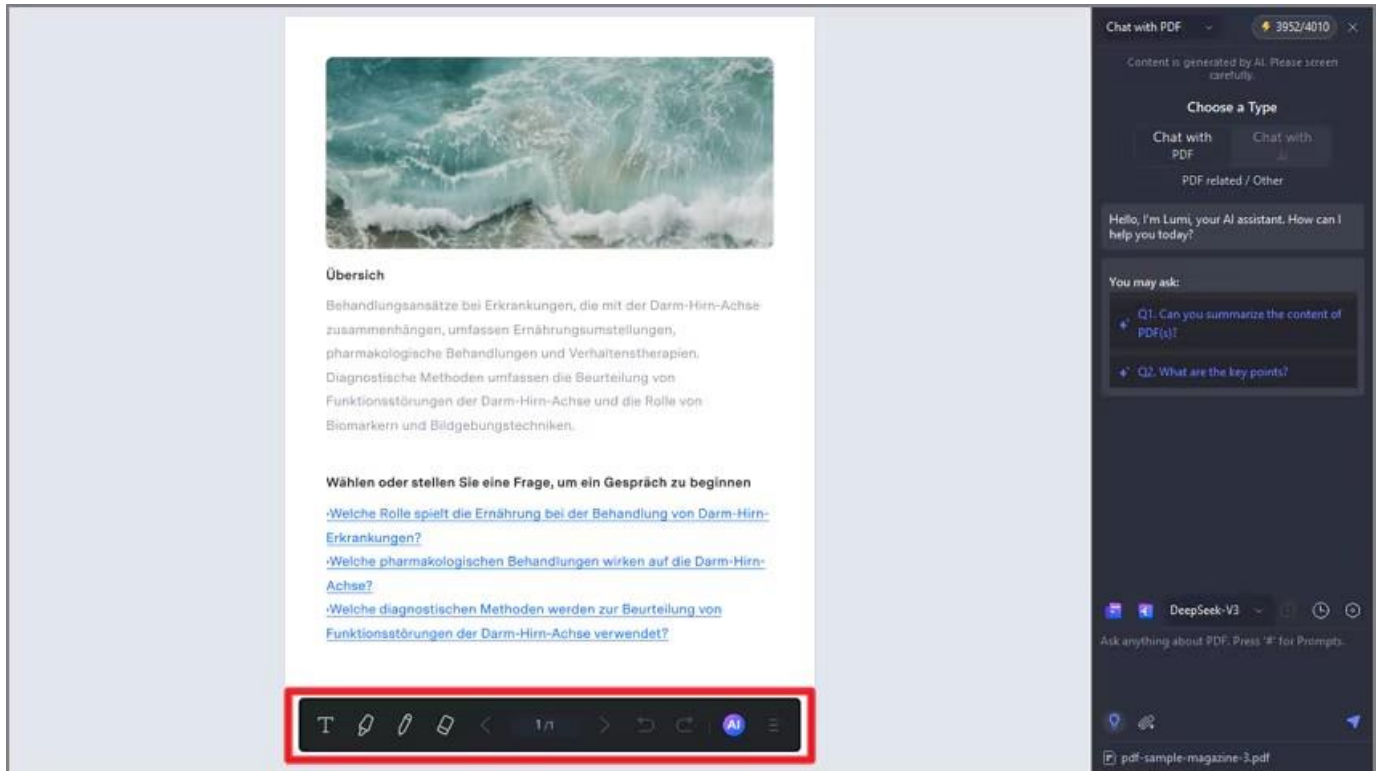 Übersich
Behandlungsansätze bei Erkrankungen, die mit der Darm-Hirn-Achse
zusammenhängen, umfassen Ernährungsumstellungen,
pharmakologische Behandlungen und Verhaltenstherapien.
Diagnostische Methoden umfassen die Beurteilung von
Funktionsstörungen der Darm-Hirn-Achse und die Rolle von
Biomarkern und Bildgebungstechniken.
Wählen oder stellen Sie eine Frage, um ein Gespräch zu beginnen
·Welche Rolle spielt die Ernährung bei der Behandlung von Darm-Hirn-
Erkrankungen?
·Welche pharmakologischen Behandlungen wirken auf die Darm-Hirn-
Achse?
·Welche diagnostischen Methoden werden zur Beurteilung von
Funktionsstörungen der Darm-Hirn-Achse verwendet?
T
1/1
AI
Chat with PDF
3952/4010
Content is generated by AI. Please screen
carefully.
Choose a Type
Chat with
PDF
Chat with
AI
PDF related / Other
Hello, I'm Lumi, your AI assistant. How can I
help you today?
You may ask:
Q1. Can you summarize the content of
PDF(s)?
Q2. What are the key points?
DeepSeek-V3
Ask anything about PDF. Press '#' for Prompts.
pdf-sample-magazine-3.pdf